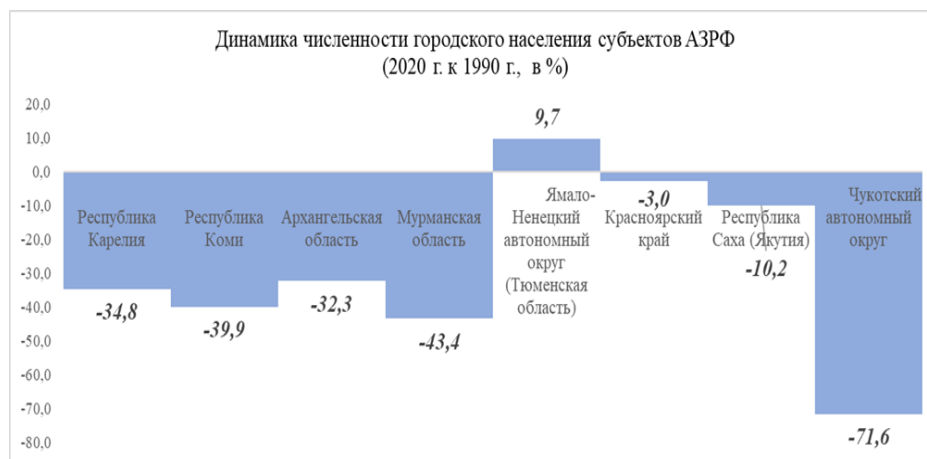 Динамика численности городского населения субъектов АЗРФ
(2020 г. к 1990 г., в %)
20,0
10,0
0,0
-10,0
-20,0
-30,0
-40,0
-50,0
-60,0
-70,0
-80,0
Республика
Карелия
-34,8
Республика
Коми
-39,9
Архангельская
область
-32,3
Мурманская
область
-43,4
9,7
Ямало-
Ненецкий
автономный
округ
(Тюменская
область)
-3,0
Красноярский
край
Республика
Саха (Якутия)
-10,2
Чукотский
автономный
округ
-71,6